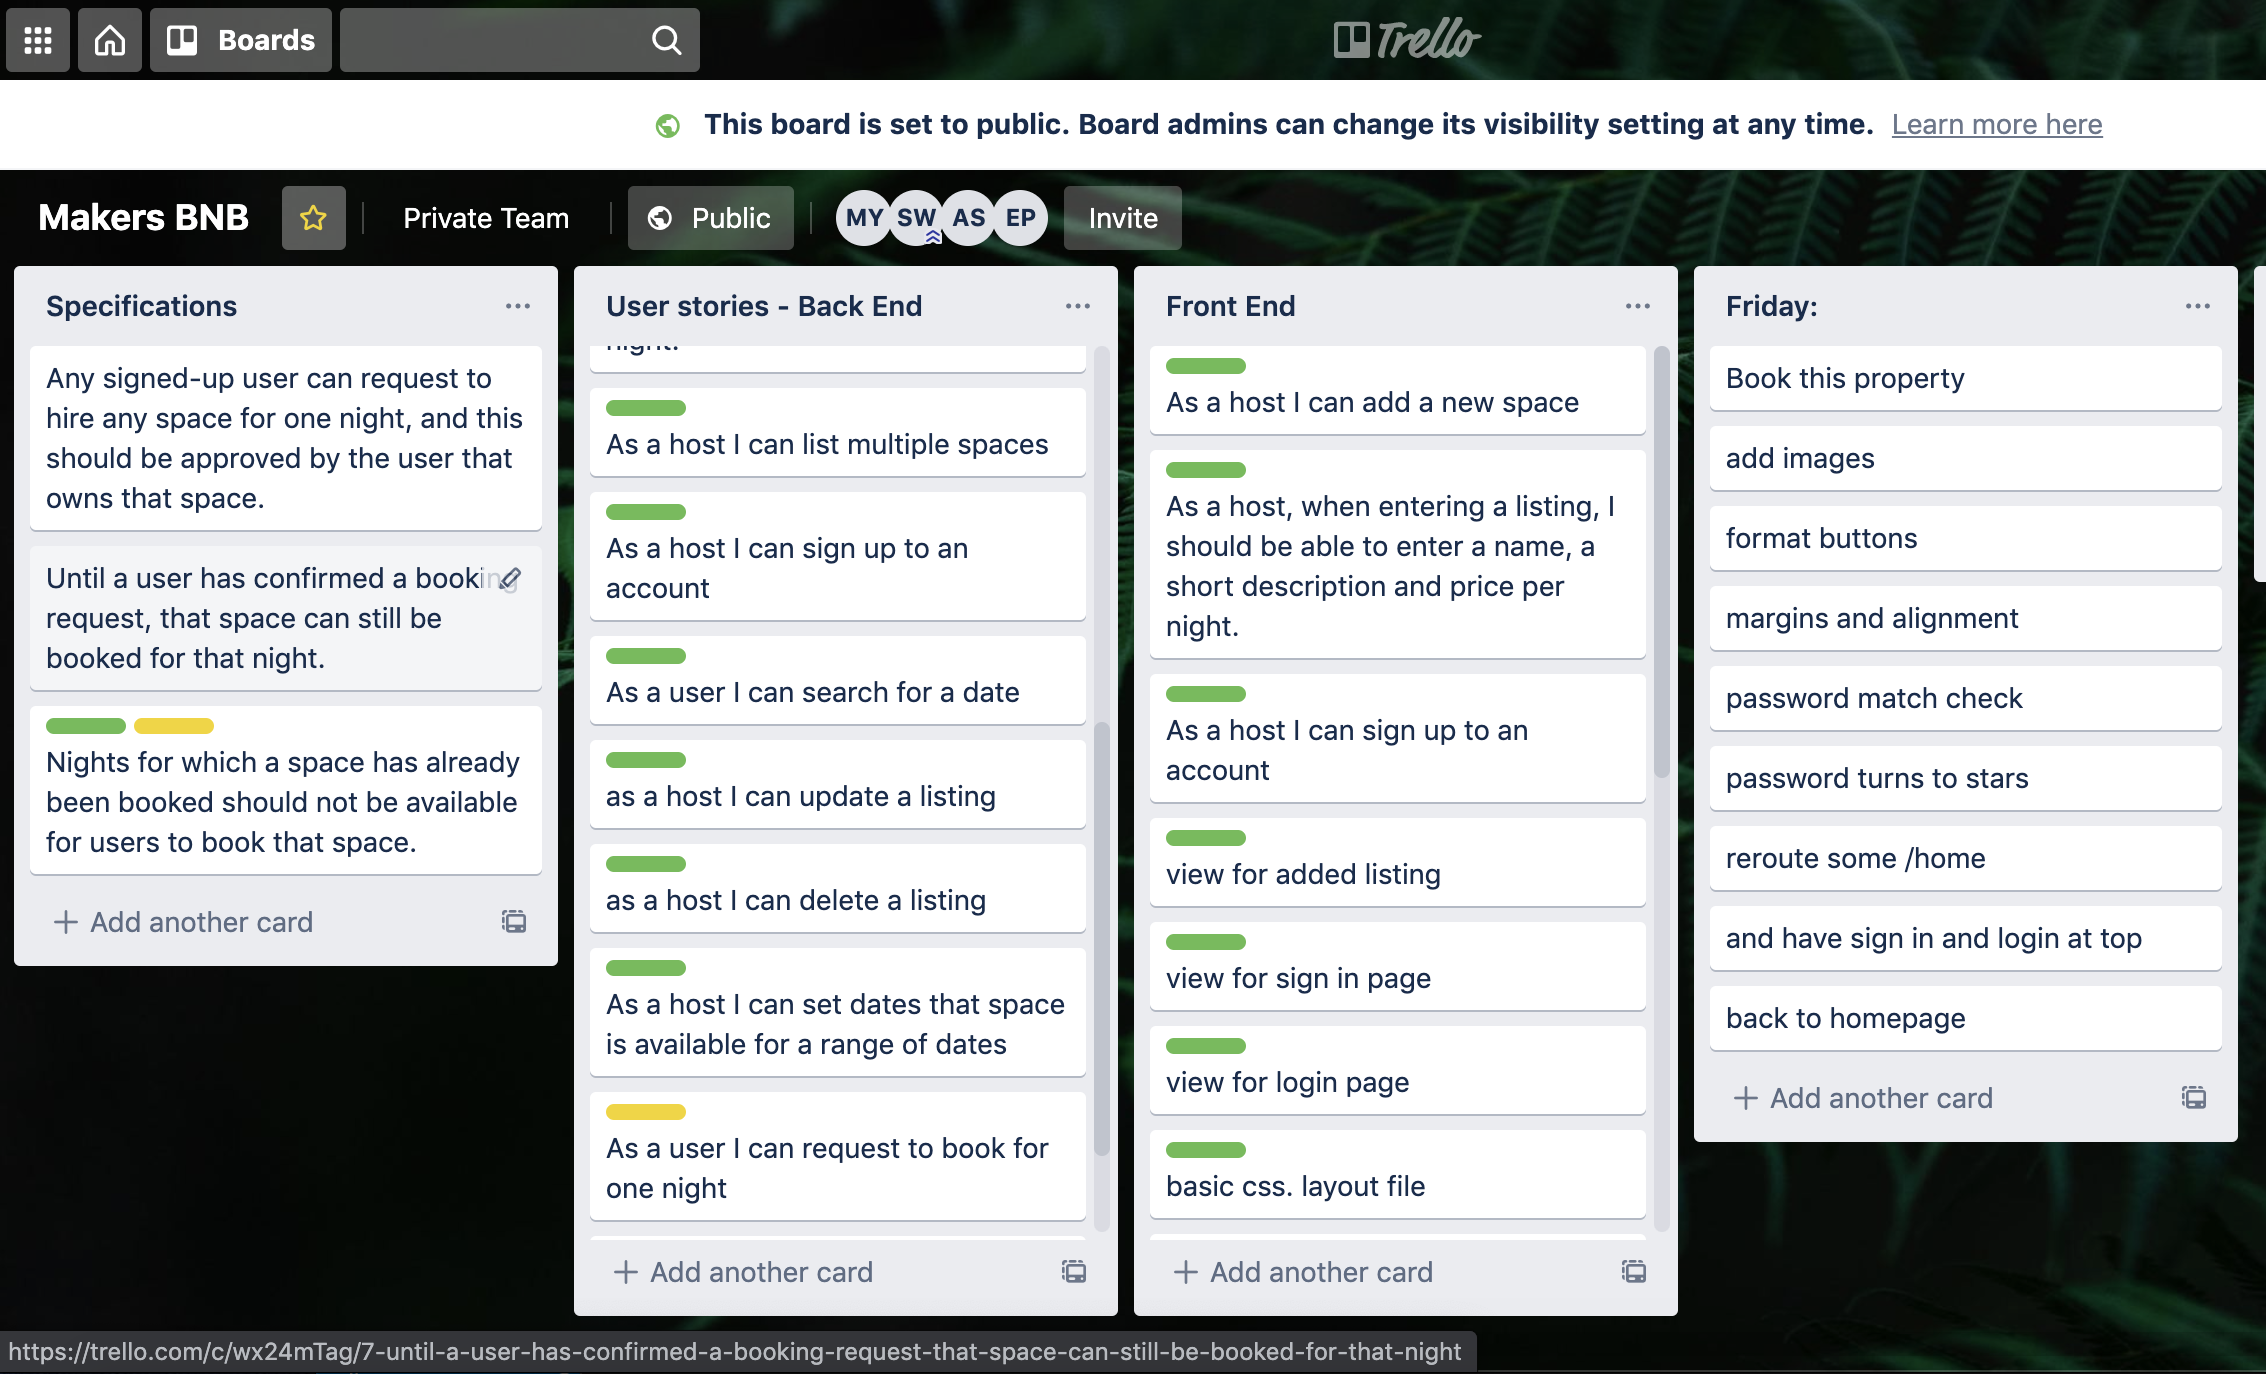 Boards
Trello
This board is set to public. Board admins can change its visibility setting at any time. Learn more here
Makers BNB
Private Team
Public
MY SW AS EP
Invite
Specifications
Any signed-up user can request to
hire any space for one night, and this
should be approved by the user that
owns that space.
Until a user has confirmed a booking
request, that space can still be
booked for that night.
Nights for which a space has already
been booked should not be available
for users to book that space.
+ Add another card
User stories - Back End
night.
As a host I can list multiple spaces
As a host I can sign up to an
account
As a user I can search for a date
as a host I can update a listing
as a host I can delete a listing
As a host I can set dates that space
is available for a range of dates
As a user I can request to book for
one night
+ Add another card
Front End
As a host I can add a new space
As a host, when entering a listing, I
should be able to enter a name, a
short description and price per
night.
As a host I can sign up to an
account
view for added listing
view for sign in page
view for login page
basic css. layout file
+ Add another card
Friday:
Book this property
add images
format buttons
margins and alignment
password match check
password turns to stars
reroute some /home
and have sign in and login at top
back to homepage
+ Add another card
https://trello.com/c/wx24mTag/7-until-a-user-has-confirmed-a-booking-request-that-space-can-still-be-booked-for-that-night